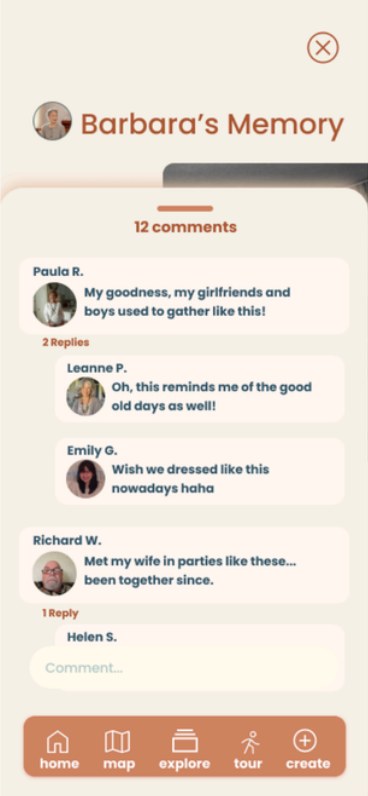 Barbara’s Memory
12 comments
Paula R.
My goodness, my girlfriends and
boys used to gather like this!
2 Replies
Leanne P.
Oh, this reminds me of the good
old days as well!
Emily G.
Wish we dressed like this
nowadays haha
Richard W.
Met my wife in parties like these...
been together since.
1 Reply
Helen S.
Comment...
home map explore tour create